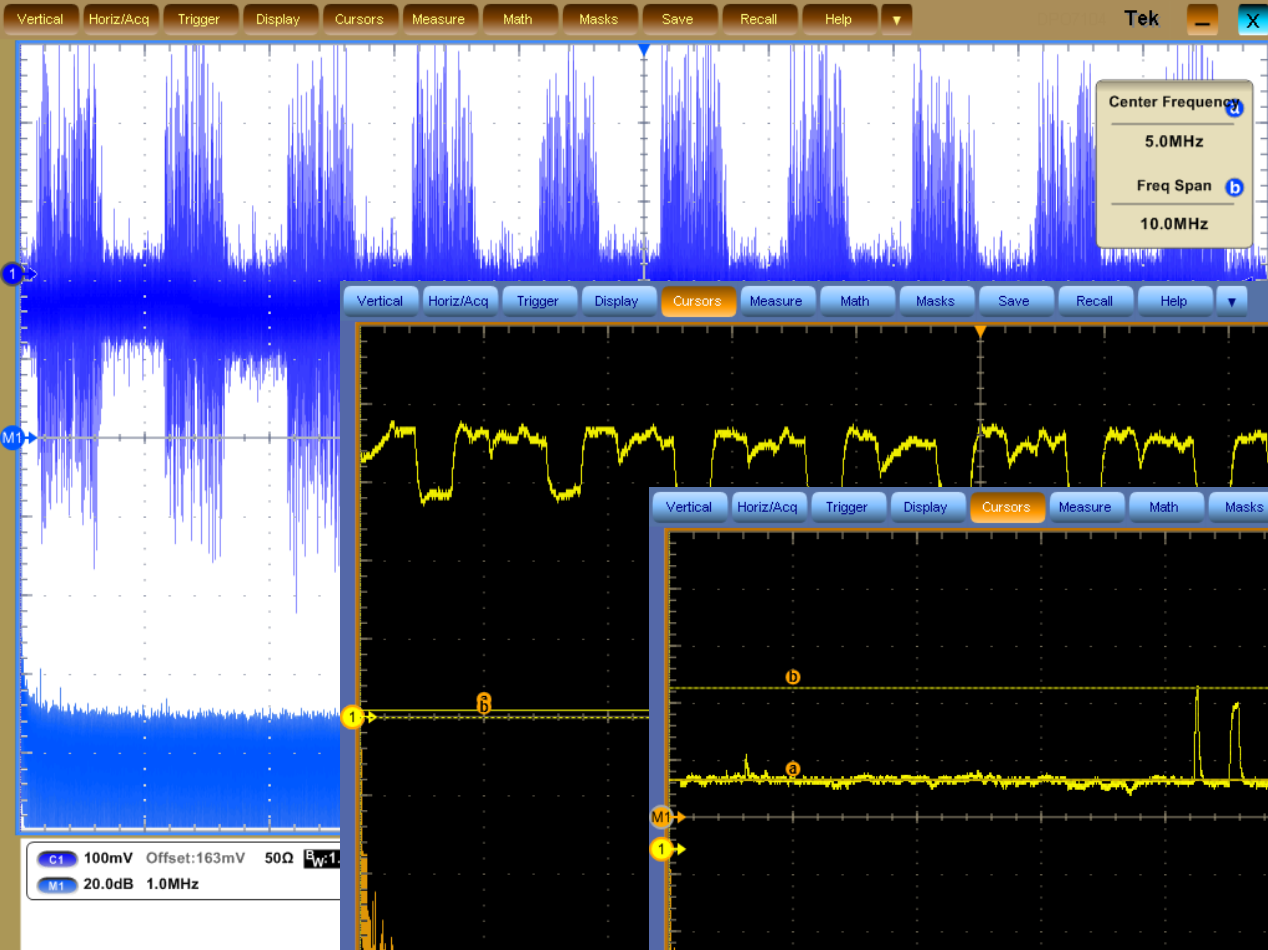 Vertical Horiz/Acq Trigger Display Cursors Measure Math Masks Save Recall Help Tek X
Center Frequency a
5.0MHz
Freq Span b
10.0MHz
1
Vertical Horiz/Acq Trigger Display Cursors Measure Math Masks Save Recall Help
M1
Vertical Horiz/Acq Trigger Display Cursors Measure Math Masks
b
a
b
1
a
M1
1
C1 100mV Offset:163mV 50Ω BW:1.
M1 20.0dB 1.0MHz